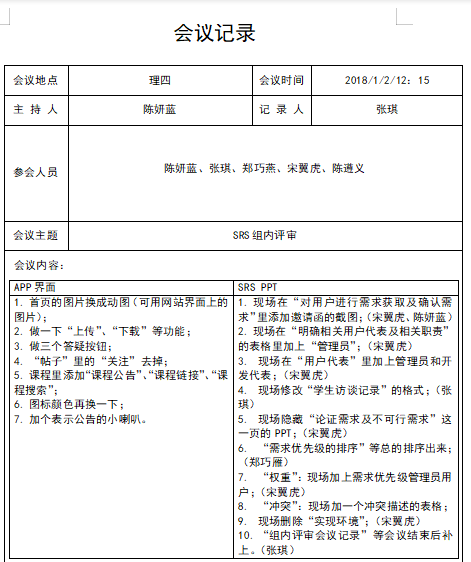 会议记录
会议地点 理四 会议时间 2018/1/2/12：15
主 持 人 陈妍蓝 记 录 人 张琪
参会人员 陈妍蓝、张琪、郑巧燕、宋翼虎、陈遵义
会议主题 SRS 组内评审
会议内容：
APP 界面
1. 首页的图片换成动图(可用网站界面上的
图片)；
2. 做一下“上传”、“下载”等功能；
3. 做三个答疑按钮；
4. “帖子”里的“关注”去掉；
5. 课程里添加“课程公告”、“课程链接”、“课
程搜索”；
6. 图标颜色再换一下；
7. 加个表示公告的小喇叭。
SRS PPT
1. 现场在“对用户进行需求获取及确认需
求”里添加邀请函的截图；(宋翼虎、陈妍蓝)
2. 现场在“明确相关用户代表及相关职责”
的表格里加上“管理员”；(宋翼虎)
3. 现场在“用户代表”里加上管理员和开
发代表；(宋翼虎)
4. 现场修改“学生访谈记录”的格式；(张
琪)
5. 现场隐藏“论证需求及不可行需求”这
一页的 PPT；(宋翼虎)
6. “需求优先级的排序”等总的排序出来；
(郑巧雁)
7. “权重”：现场加上需求优先级管理员用
户；(宋翼虎)
8. “冲突”：现场加一个冲突描述的表格；
9. 现场删除“实现环境”；(宋翼虎)
10. “组内评审会议记录”等会议结束后补
上。(张琪)